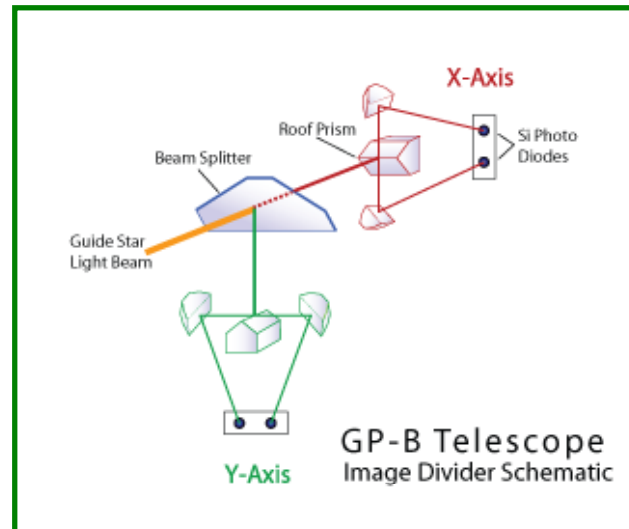 X-Axis
Roof Prism
Si Photo
Diodes
Beam Splitter
Guide Star
Light Beam
GP-B Telescope
Image Divider Schematic
Y-Axis